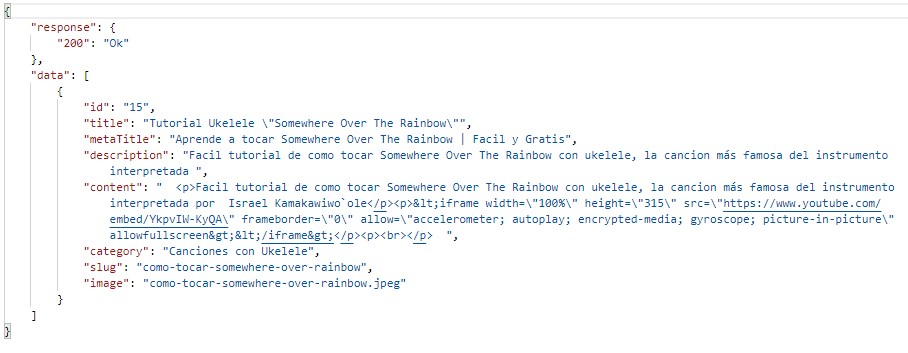 {
"response": {
"200": "Ok"
},
"data": [
{
"id": "15",
"title": "Tutorial Ukelele \"Somewhere Over The Rainbow\"",
"metaTitle": "Aprende a tocar Somewhere Over The Rainbow | Facil y Gratis",
"description": "Facil tutorial de como tocar Somewhere Over The Rainbow con ukelele, la cancion más famosa del instrumento
interpretada ",
"content": "  <p>Facil tutorial de como tocar Somewhere Over The Rainbow con ukelele, la cancion más famosa del instrumento
interpretada por  Israel Kamakawiwo`ole</p><p>&lt;iframe width=\"100%\" height=\"315\" src=\"https://www.youtube.com/
embed/YkpvIW-KyQA\" frameborder=\"0\" allow=\"accelerometer; autoplay; encrypted-media; gyroscope; picture-in-picture\"
allowfullscreen&gt;&lt;/iframe&gt;</p><p><br></p>  ",
"category": "Canciones con Ukelele",
"slug": "como-tocar-somewhere-over-rainbow",
"image": "como-tocar-somewhere-over-rainbow.jpeg"
}
]
}